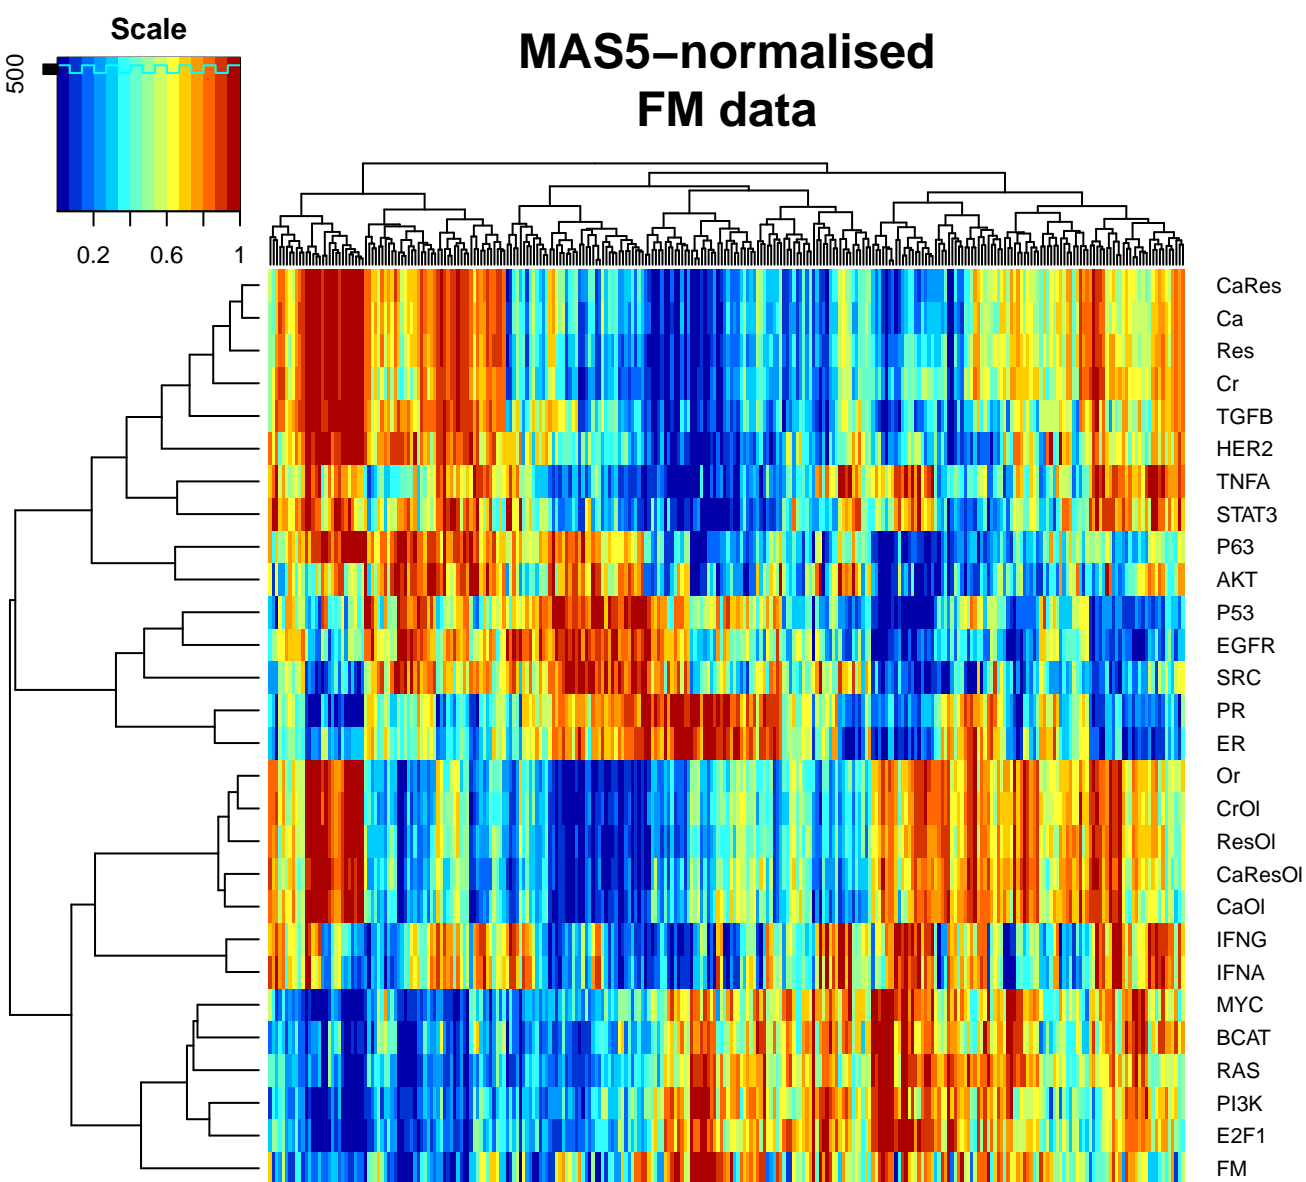 Scale
500
0.2 0.6 1
MAS5–normalised
FM data
CaRes
Ca
Res
Cr
TGFB
HER2
TNFA
STAT3
P63
AKT
P53
EGFR
SRC
PR
ER
Or
CrOl
ResOl
CaResOl
CaOl
IFNG
IFNA
MYC
BCAT
RAS
PI3K
E2F1
FM